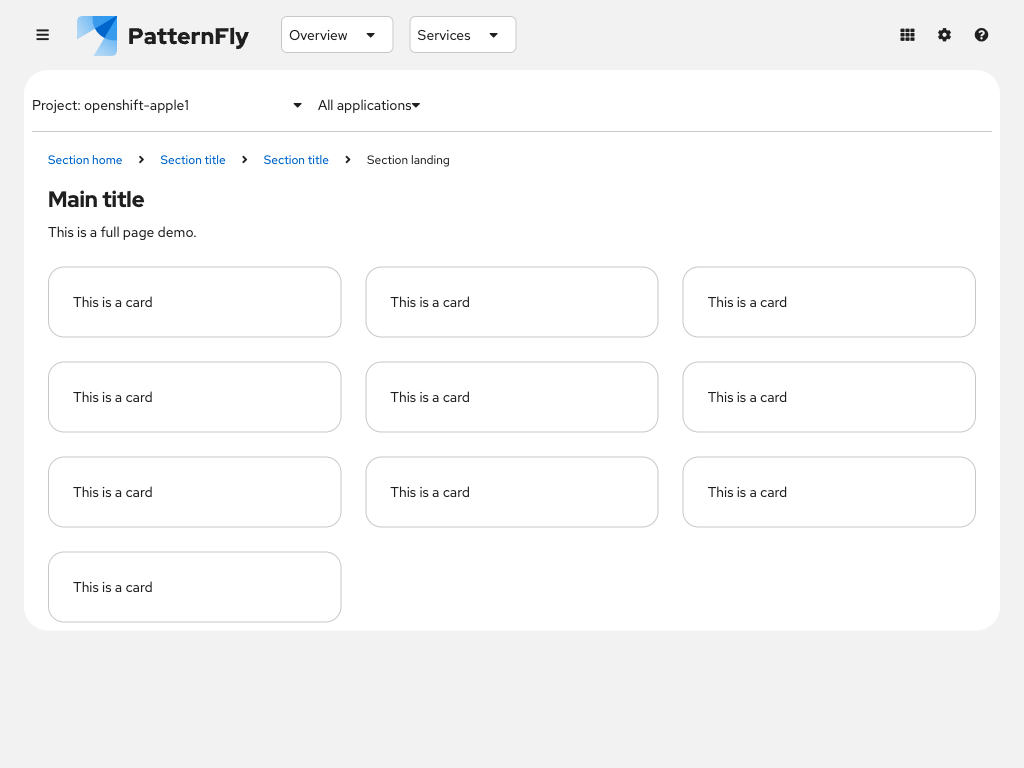 PatternFly Overview Services
Project: openshift-apple1 All applications
Section home Section title Section title Section landing
Main title
This is a full page demo.
This is a card This is a card This is a card
This is a card This is a card This is a card
This is a card This is a card This is a card
This is a card